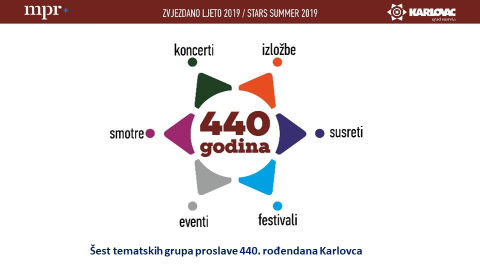 mpr
ZVJEZDANO LJETO 2019 / STARS SUMMER 2019
KARLOVAC
koncerti
izložbe
smotre
440
godina
susreti
eventi
festivali
Šest tematskih grupa proslave 440. rođendana Karlovca